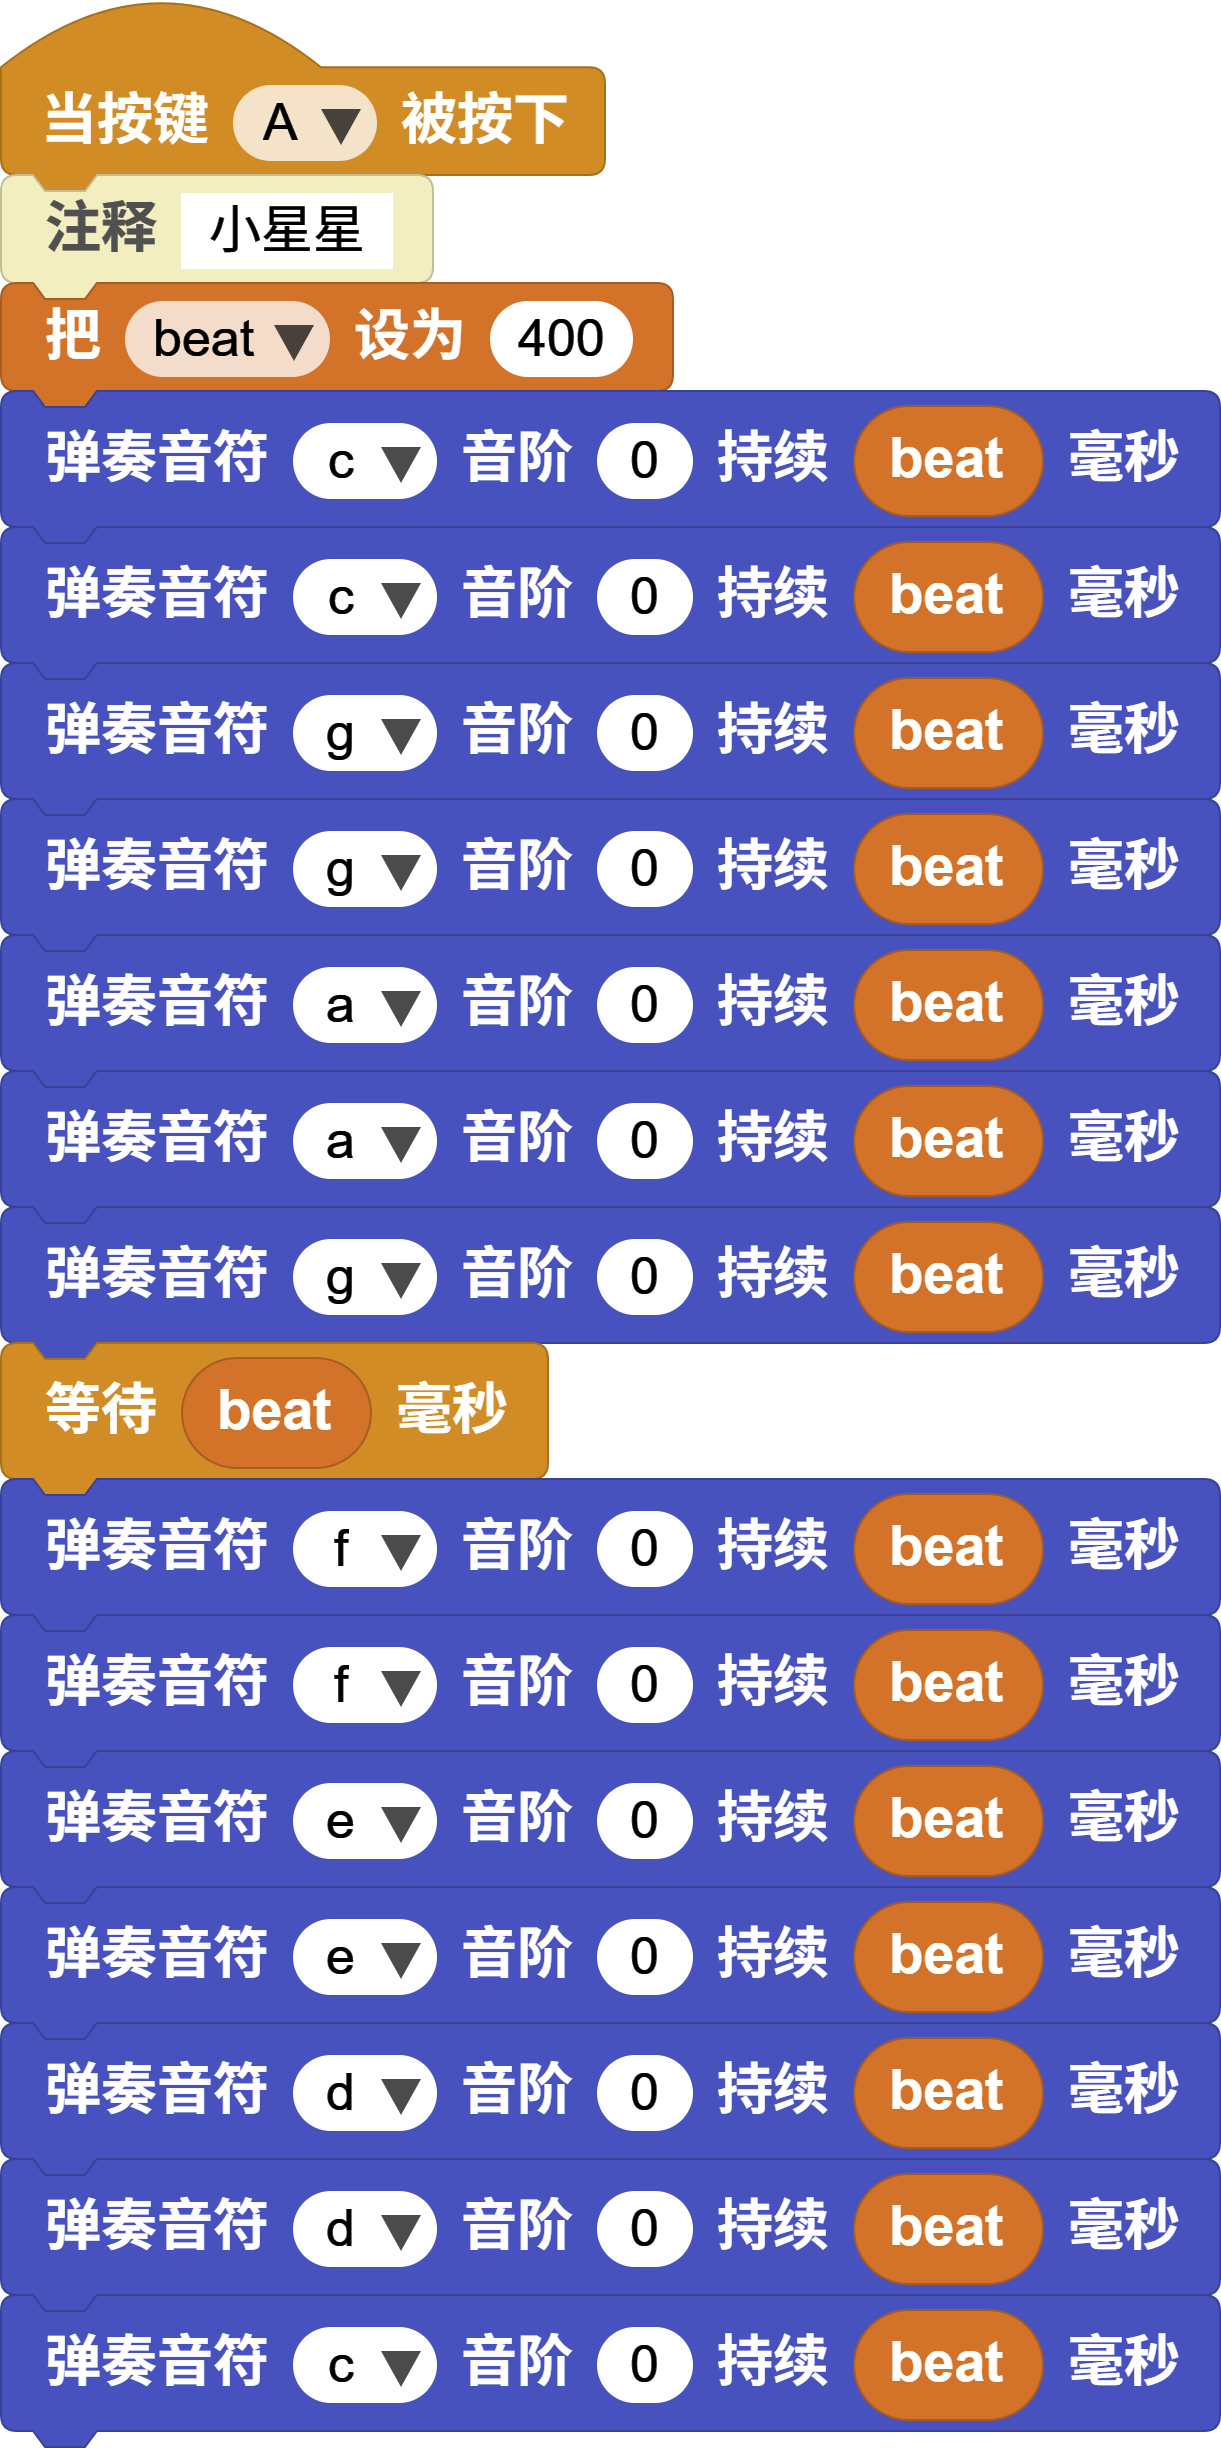 当按键 A 被按下
注释 小星星
把 beat 设为 400
弹奏音符 c 音阶 0 持续 beat 毫秒
弹奏音符 c 音阶 0 持续 beat 毫秒
弹奏音符 g 音阶 0 持续 beat 毫秒
弹奏音符 g 音阶 0 持续 beat 毫秒
弹奏音符 a 音阶 0 持续 beat 毫秒
弹奏音符 a 音阶 0 持续 beat 毫秒
弹奏音符 g 音阶 0 持续 beat 毫秒
等待 beat 毫秒
弹奏音符 f 音阶 0 持续 beat 毫秒
弹奏音符 f 音阶 0 持续 beat 毫秒
弹奏音符 e 音阶 0 持续 beat 毫秒
弹奏音符 e 音阶 0 持续 beat 毫秒
弹奏音符 d 音阶 0 持续 beat 毫秒
弹奏音符 d 音阶 0 持续 beat 毫秒
弹奏音符 c 音阶 0 持续 beat 毫秒